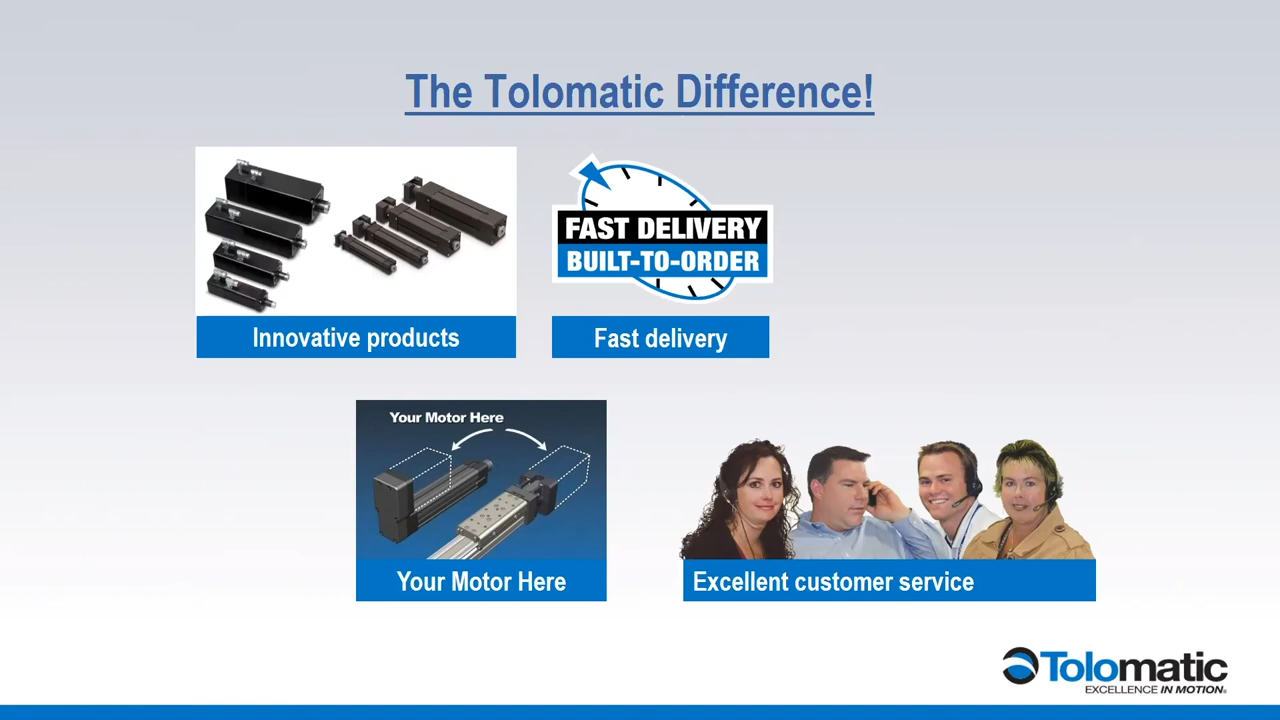 The Tolomatic Difference!
FAST DELIVERY
BUILT-TO-ORDER
Innovative products
Fast delivery
Your Motor Here
Your Motor Here
Excellent customer service
Tolomatic
EXCELLENCE IN MOTION®